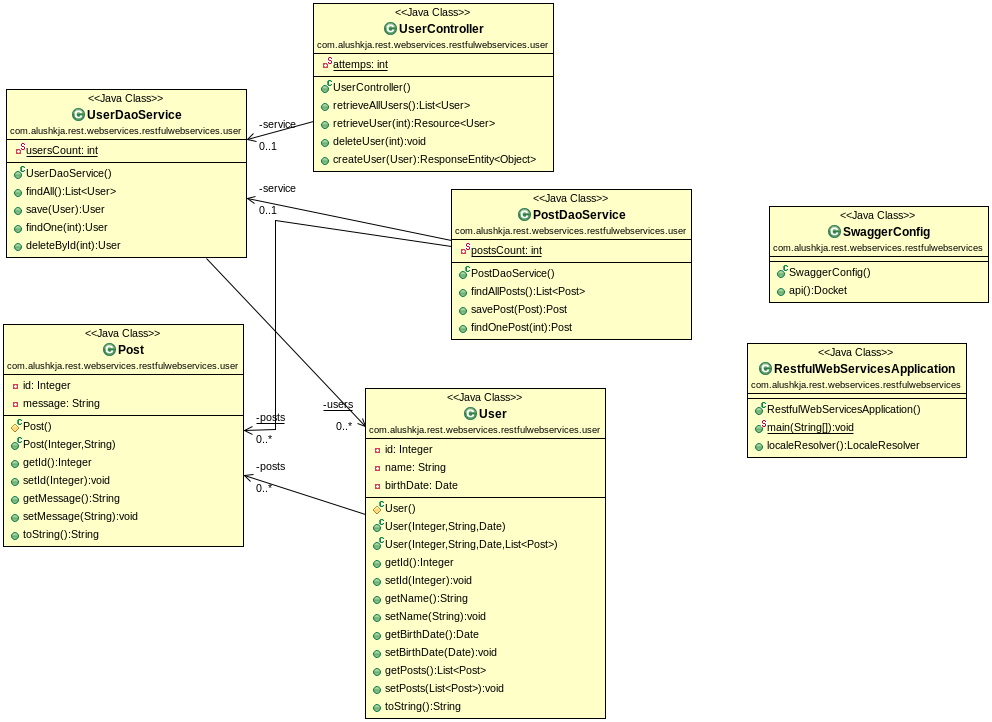 <<Java Class>>
UserController
com.alushkja.rest.webservices.restfulwebservices.user
attemps: int
UserController()
retrieveAllUsers():List<User>
retrieveUser(int):Resource<User>
deleteUser(int):void
createUser(User):ResponseEntity<Object>
<<Java Class>>
UserDaoService
com.alushkja.rest.webservices.restfulwebservices.user
usersCount: int
UserDaoService()
findAll():List<User>
save(User):User
findOne(int):User
deleteById(int):User
-service
0..1
-service
0..1
<<Java Class>>
PostDaoService
com.alushkja.rest.webservices.restfulwebservices.user
postsCount: int
PostDaoService()
findAllPosts():List<Post>
savePost(Post):Post
findOnePost(int):Post
<<Java Class>>
SwaggerConfig
com.alushkja.rest.webservices.restfulwebservices
SwaggerConfig()
api():Docket
<<Java Class>>
Post
com.alushkja.rest.webservices.restfulwebservices.user
id: Integer
message: String
Post()
Post(Integer,String)
getId():Integer
setId(Integer):void
getMessage():String
setMessage(String):void
toString():String
-posts
0..*
-users
0..*
-posts
0..*
<<Java Class>>
User
com.alushkja.rest.webservices.restfulwebservices.user
id: Integer
name: String
birthDate: Date
User()
User(Integer,String,Date)
User(Integer,String,Date,List<Post>)
getId():Integer
setId(Integer):void
getName():String
setName(String):void
getBirthDate():Date
setBirthDate(Date):void
getPosts():List<Post>
setPosts(List<Post>):void
toString():String
<<Java Class>>
RestfulWebServicesApplication
com.alushkja.rest.webservices.restfulwebservices
RestfulWebServicesApplication()
main(String[]):void
localeResolver():LocaleResolver